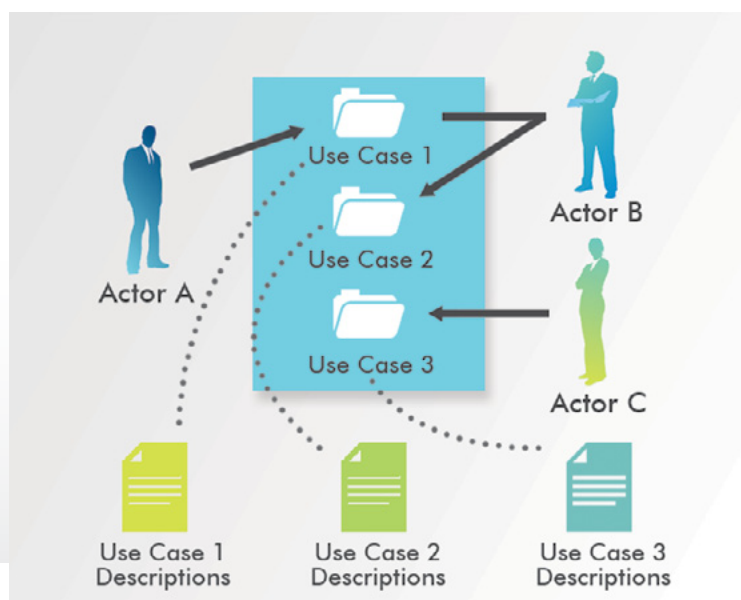 Use Case 1
Actor B
Use Case 2
Actor A
Use Case 3
Actor C
Use Case 1
Descriptions
Use Case 2
Descriptions
Use Case 3
Descriptions